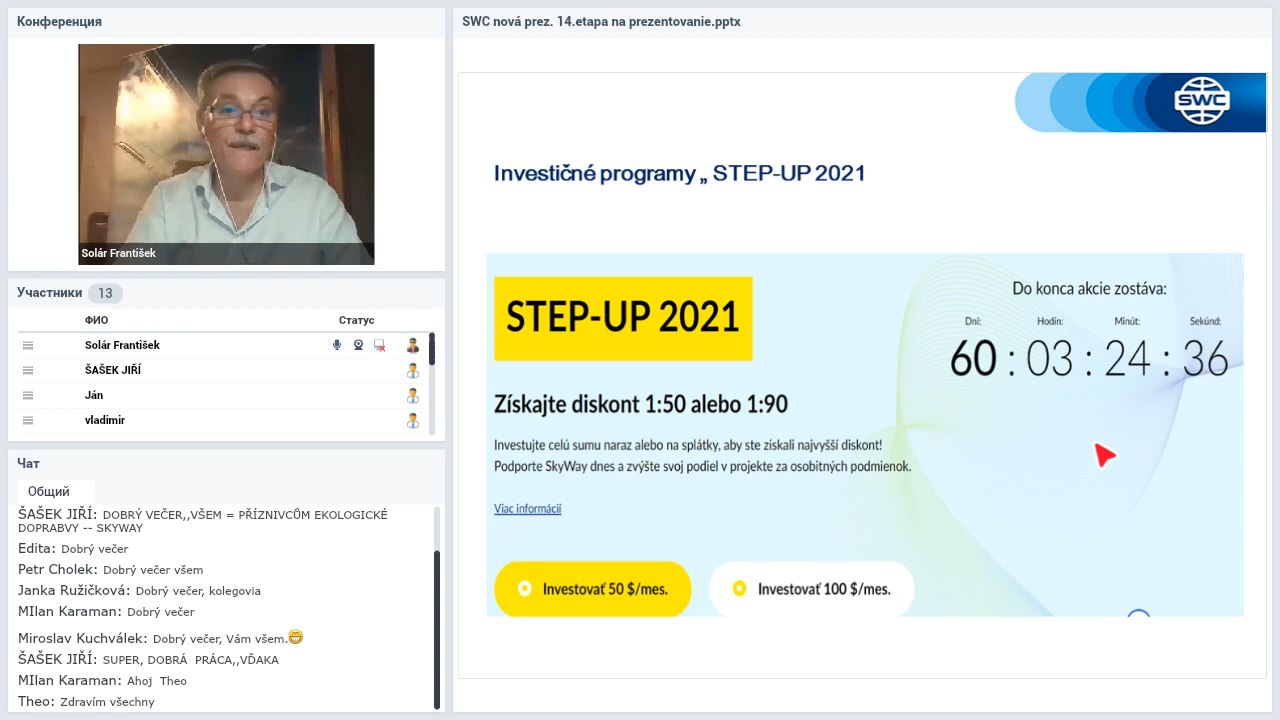 Конференция
Solár František
Участники 13
ФИО Статус
Solár František
ŠAŠEK JIŘÍ
Ján
vladimir
Чат
Общий
ŠAŠEK JIŘÍ: DOBRÝ VEČER,,VŠEM = PŘÍZNIVCŮM EKOLOGICKÉ
DOPRABVY -- SKYWAY
Edita: Dobrý večer
Petr Cholek: Dobrý večer všem
Janka Ružičková: Dobrý večer, kolegovia
MIlan Karaman: Dobrý večer
Miroslav Kuchválek: Dobrý večer, Vám všem.
ŠAŠEK JIŘÍ: SUPER, DOBRÁ PRÁCA,,VĎAKA
MIlan Karaman: Ahoj Theo
Theo: Zdravím všechny
SWC nová prez. 14.etapa na prezentovanie.pptx
SWC
Investičné programy „ STEP-UP 2021
STEP-UP 2021
Do konca akcie zostáva:
Dní: Hodín: Minút: Sekúnd:
60 : 03 : 24 : 36
Získajte diskont 1:50 alebo 1:90
Investujte celú sumu naraz alebo na splátky, aby ste získali najvyšší diskont!
Podporte SkyWay dnes a zvýšte svoj podiel v projekte za osobitných podmienok.
Viac informácií
Investovať 50 $/mes. Investovať 100 $/mes.